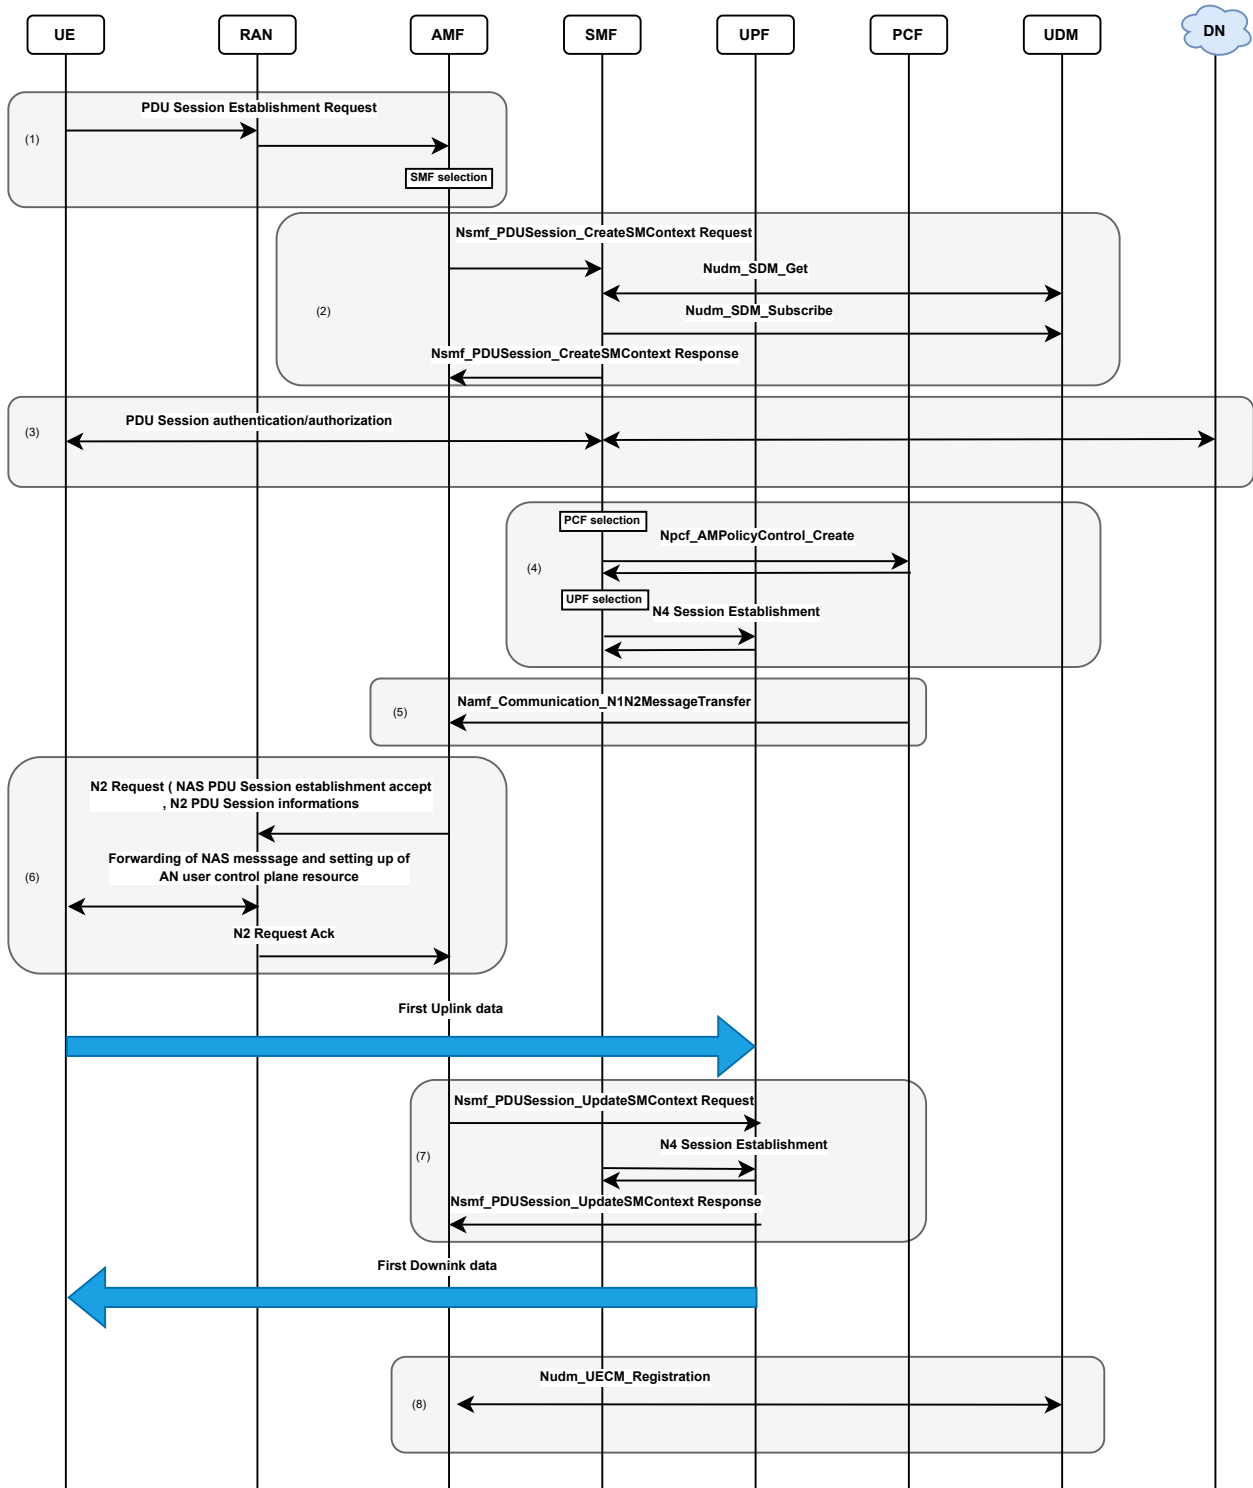 UE
RAN
AMF
SMF
UPF
PCF
UDM
DN
PDU Session Establishment Request
(1)
SMF selection
Nsmf_PDUSession_CreateSMContext Request
Nudm_SDM_Get
(2)
Nudm_SDM_Subscribe
Nsmf_PDUSession_CreateSMContext Response
PDU Session authentication/authorization
(3)
PCF selection
Npcf_AMPolicyControl_Create
(4)
UPF selection
N4 Session Establishment
Namf_Communication_N1N2MessageTransfer
(5)
N2 Request ( NAS PDU Session establishment accept
, N2 PDU Session informations
Forwarding of NAS messsage and setting up of
AN user control plane resource
(6)
N2 Request Ack
First Uplink data
Nsmf_PDUSession_UpdateSMContext Request
N4 Session Establishment
(7)
Nsmf_PDUSession_UpdateSMContext Response
First Downink data
Nudm_UECM_Registration
(8)